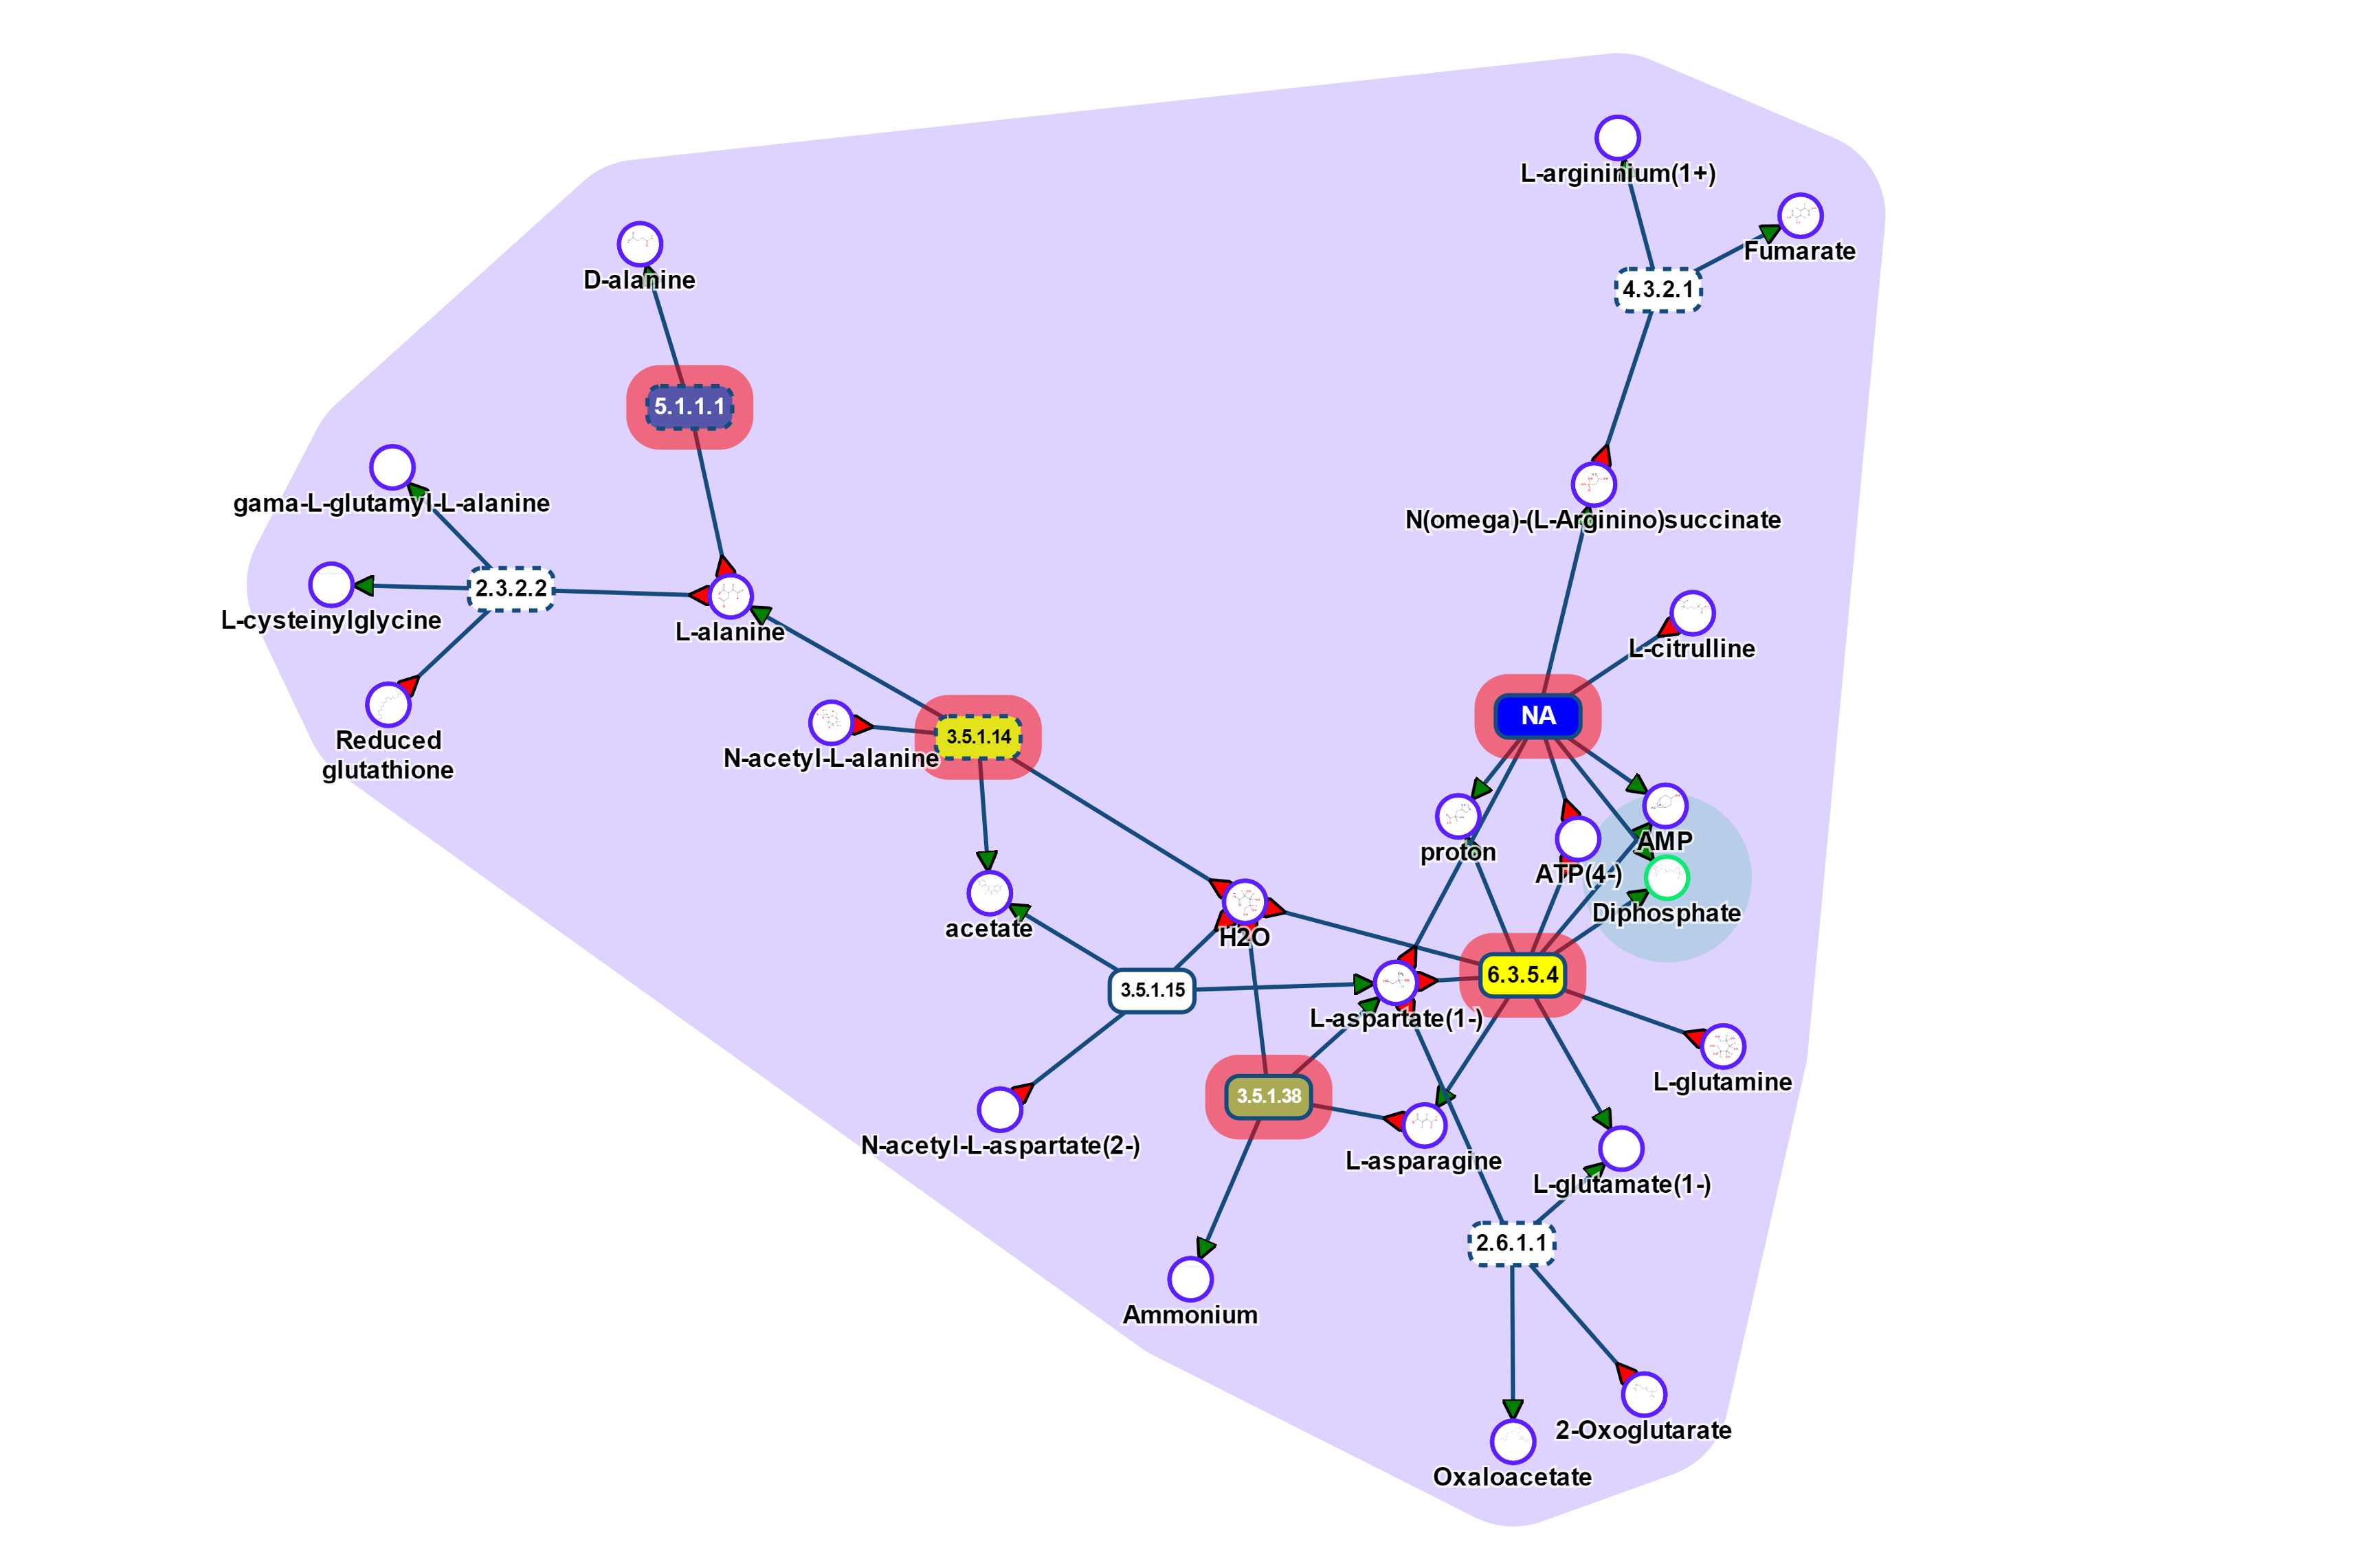 L-argininium(1+)
Fumarate
D-alanine
4.3.2.1
5.1.1.1
gama-L-glutamyl-L-alanine
N(omega)-(L-Arginino)succinate
2.3.2.2
L-cysteinylglycine
L-alanine
L-citrulline
Reduced
glutathione
N-acetyl-L-alanine
3.5.1.14
NA
proton
ATP(4-)
AMP
Diphosphate
acetate
H2O
3.5.1.15
6.3.5.4
L-aspartate(1-)
L-glutamine
3.5.1.38
N-acetyl-L-aspartate(2-)
L-asparagine
L-glutamate(1-)
2.6.1.1
Ammonium
2-Oxoglutarate
Oxaloacetate